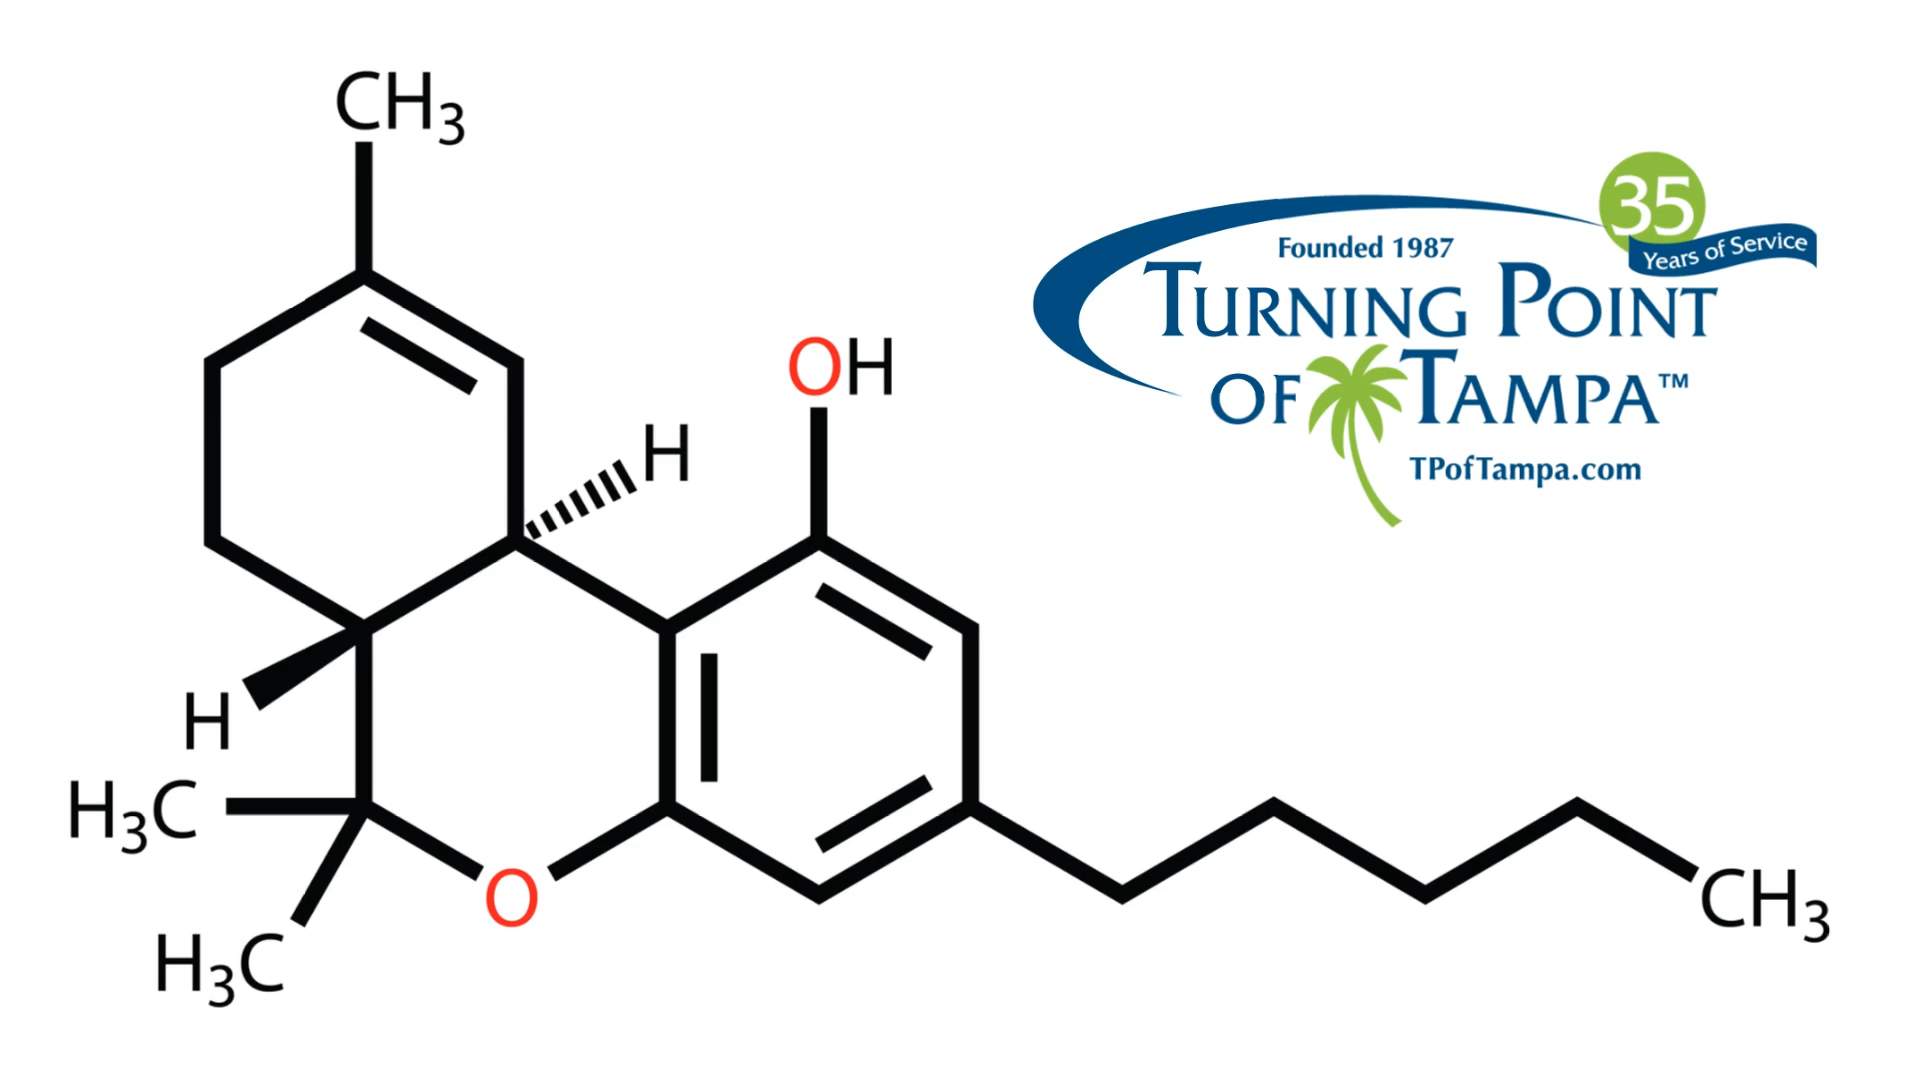 CH3
35
Years of Service
Founded 1987
TURNING POINT
OF TAMPA™
TPofTampa.com
OH
H
H
H3C
O
CH3
H3C